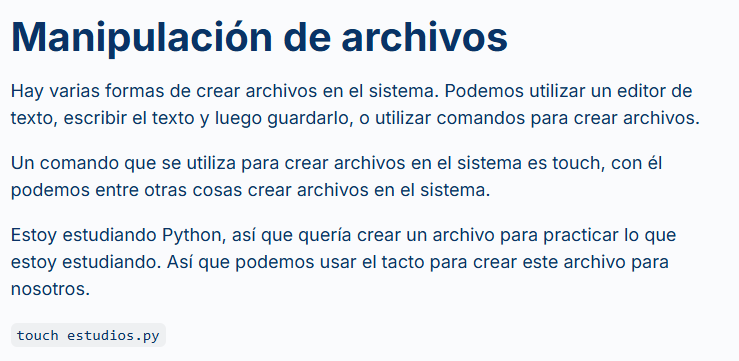 Manipulación de archivos
Hay varias formas de crear archivos en el sistema. Podemos utilizar un editor de
texto, escribir el texto y luego guardarlo, o utilizar comandos para crear archivos.
Un comando que se utiliza para crear archivos en el sistema es touch, con él
podemos entre otras cosas crear archivos en el sistema.
Estoy estudiando Python, así que quería crear un archivo para practicar lo que
estoy estudiando. Así que podemos usar el tacto para crear este archivo para
nosotros.
touch estudios.py